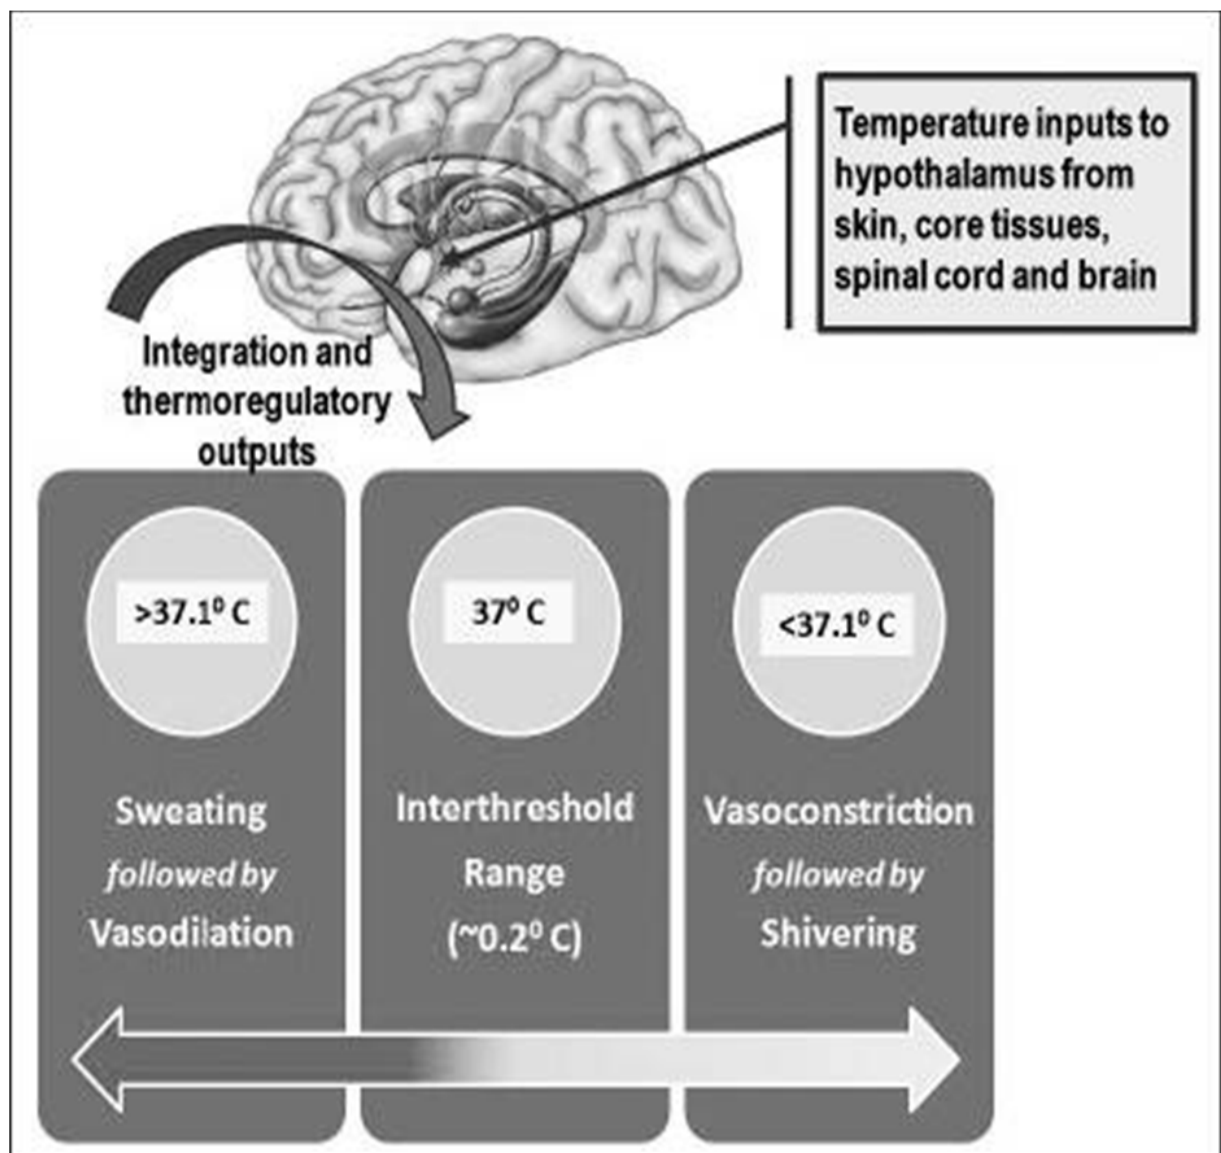 Temperature inputs to
hypothalamus from
skin, core tissues,
spinal cord and brain
Integration and
thermoregulatory
outputs
>37.1⁰ C
Sweating
followed by
Vasodilation
37⁰ C
Interthreshold
Range
(~0.2⁰ C)
<37.1⁰ C
Vasoconstriction
followed by
Shivering